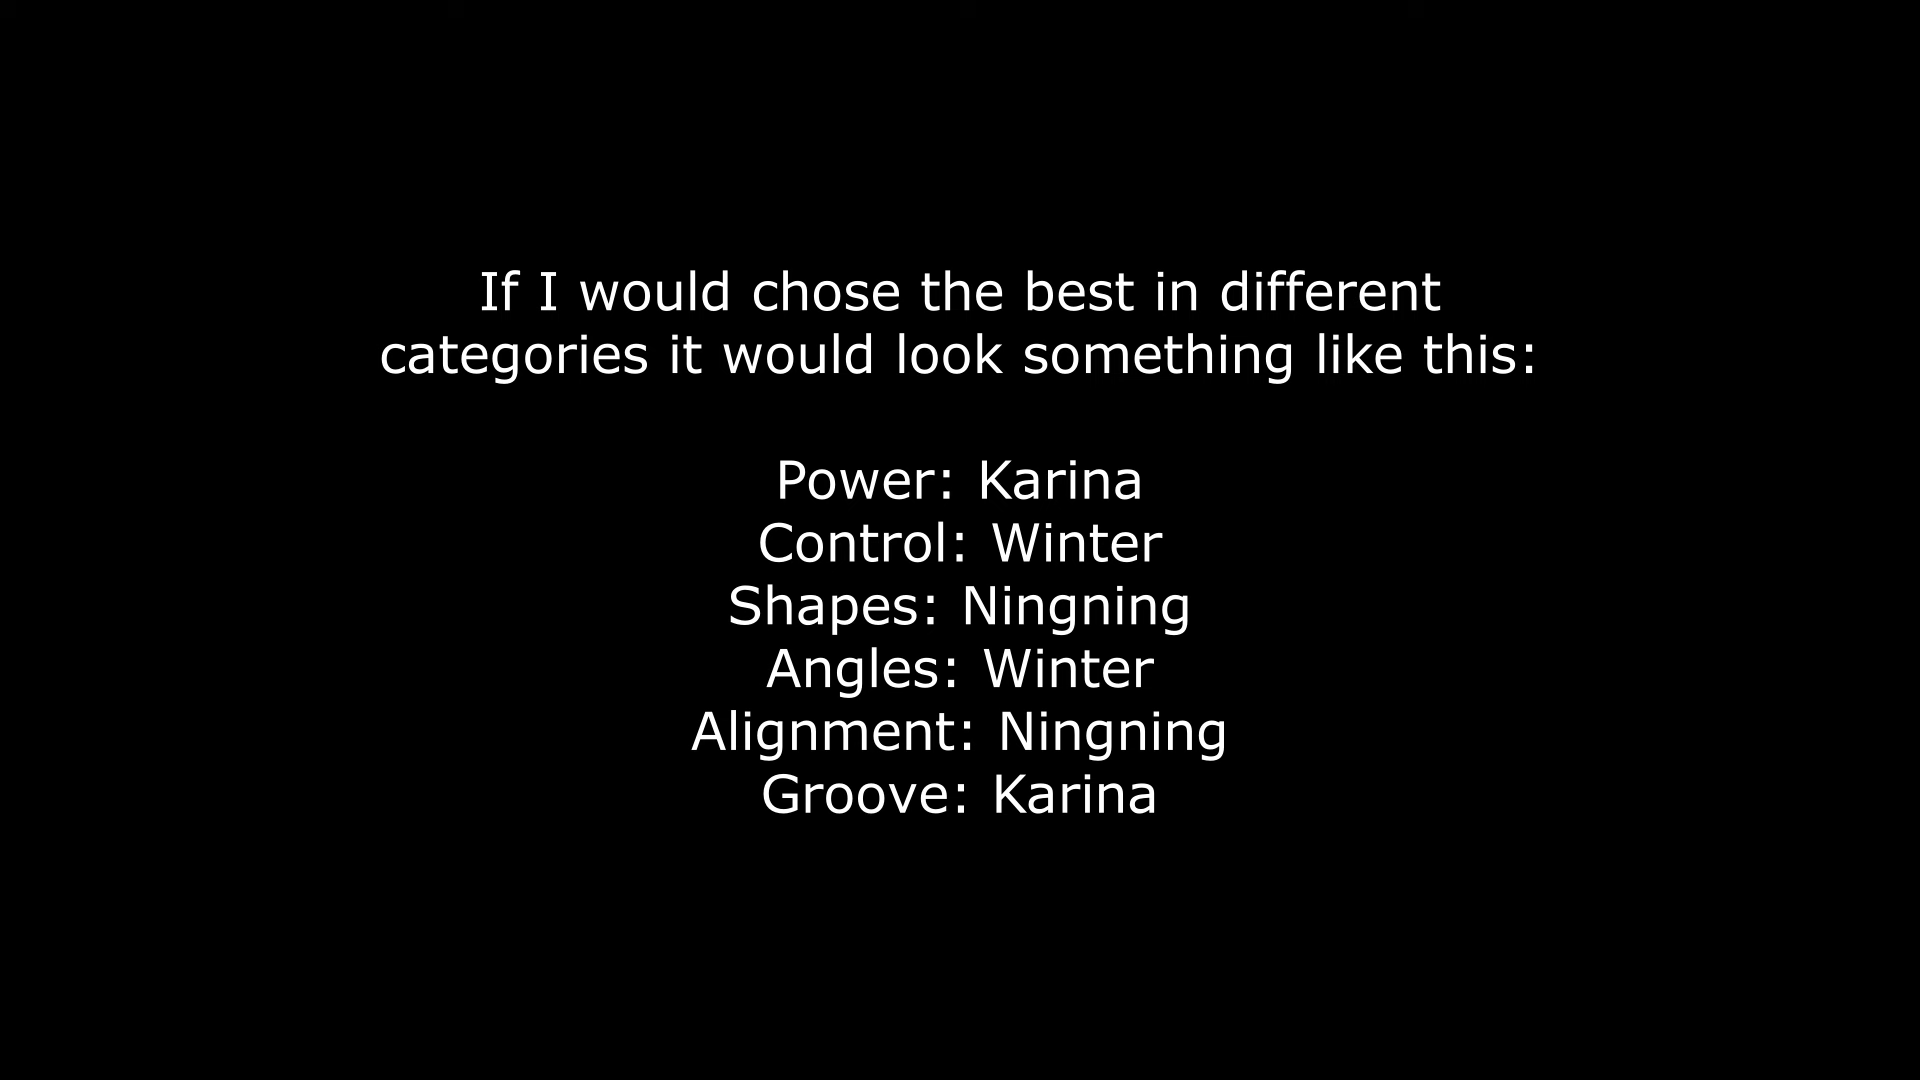 If I would chose the best in different
categories it would look something like this:
Power: Karina
Control: Winter
Shapes: Ningning
Angles: Winter
Alignment: Ningning
Groove: Karina